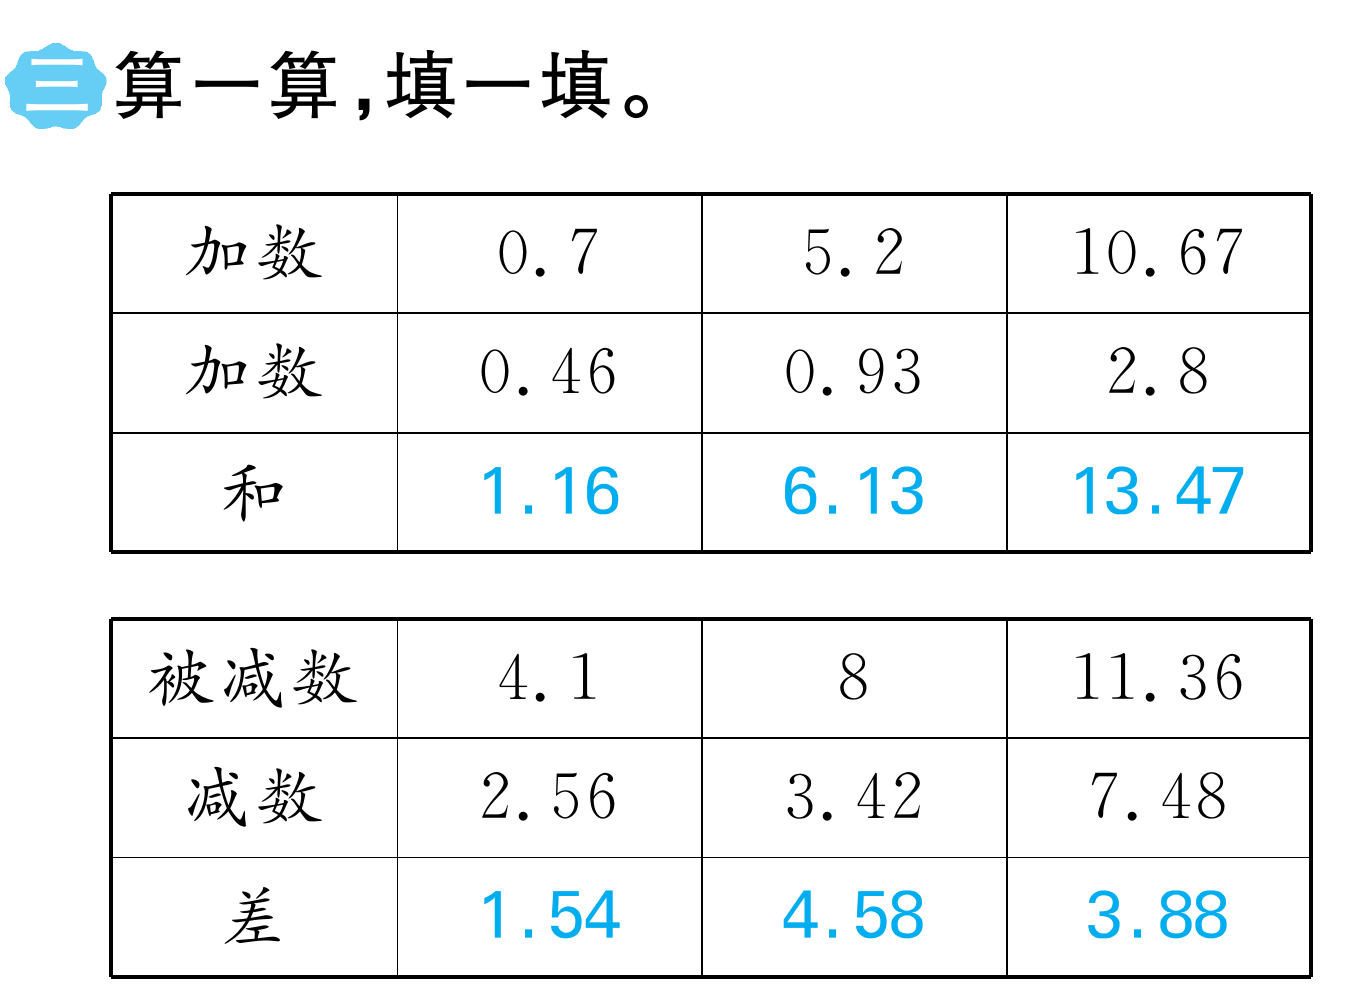 三 算一算,填一填。
加数 0.7 5.2 10.67
加数 0.46 0.93 2.8
和 1.16 6.13 13.47
被减数 4.1 8 11.36
减数 2.56 3.42 7.48
差 1.54 4.58 3.88